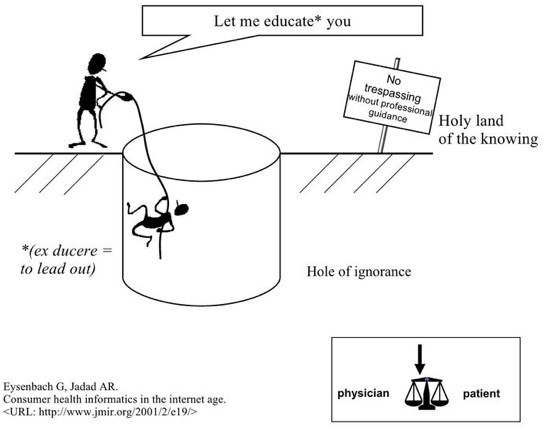 Let me educate* you
No
trespassing
without professional
guidance
Holy land
of the knowing
*(ex ducere =
to lead out)
Hole of ignorance
physician
patient
Eysenbach G, Jadad AR.
Consumer health informatics in the internet age.
<URL: http://www.jmir.org/2001/2/e19/>